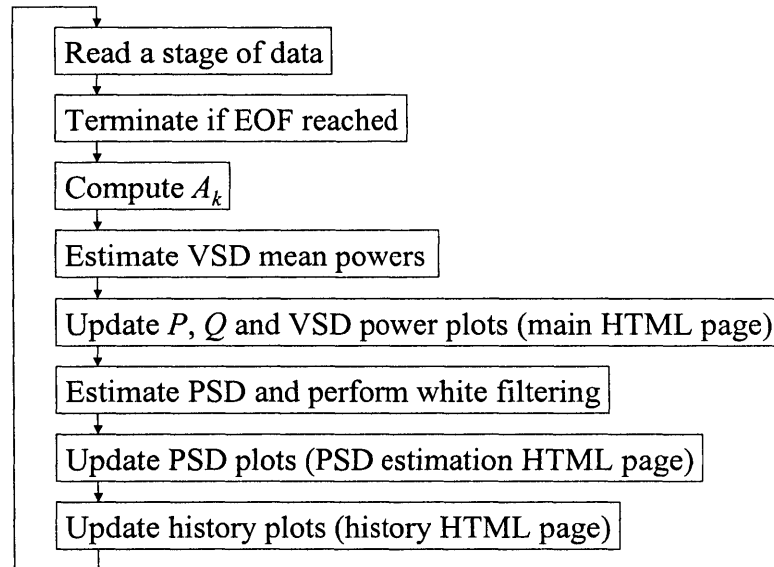 Read a stage of data
Terminate if EOF reached
Compute A_k
Estimate VSD mean powers
Update P, Q and VSD power plots (main HTML page)
Estimate PSD and perform white filtering
Update PSD plots (PSD estimation HTML page)
Update history plots (history HTML page)